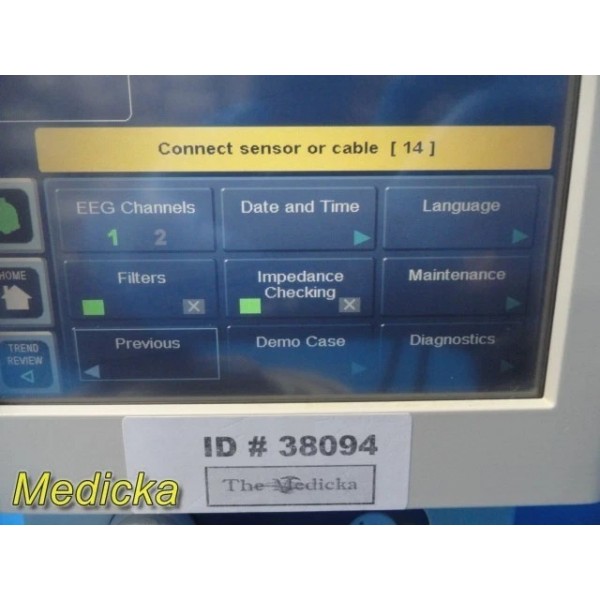 Connect sensor or cable [ 14 ]
EEG Channels
1 2
Date and Time
Language
HOME
Filters
Impedance
Checking
Maintenance
TREND
REVIEW
Previous
Demo Case
Diagnostics
ID # 38094
The Medicka
Medicka